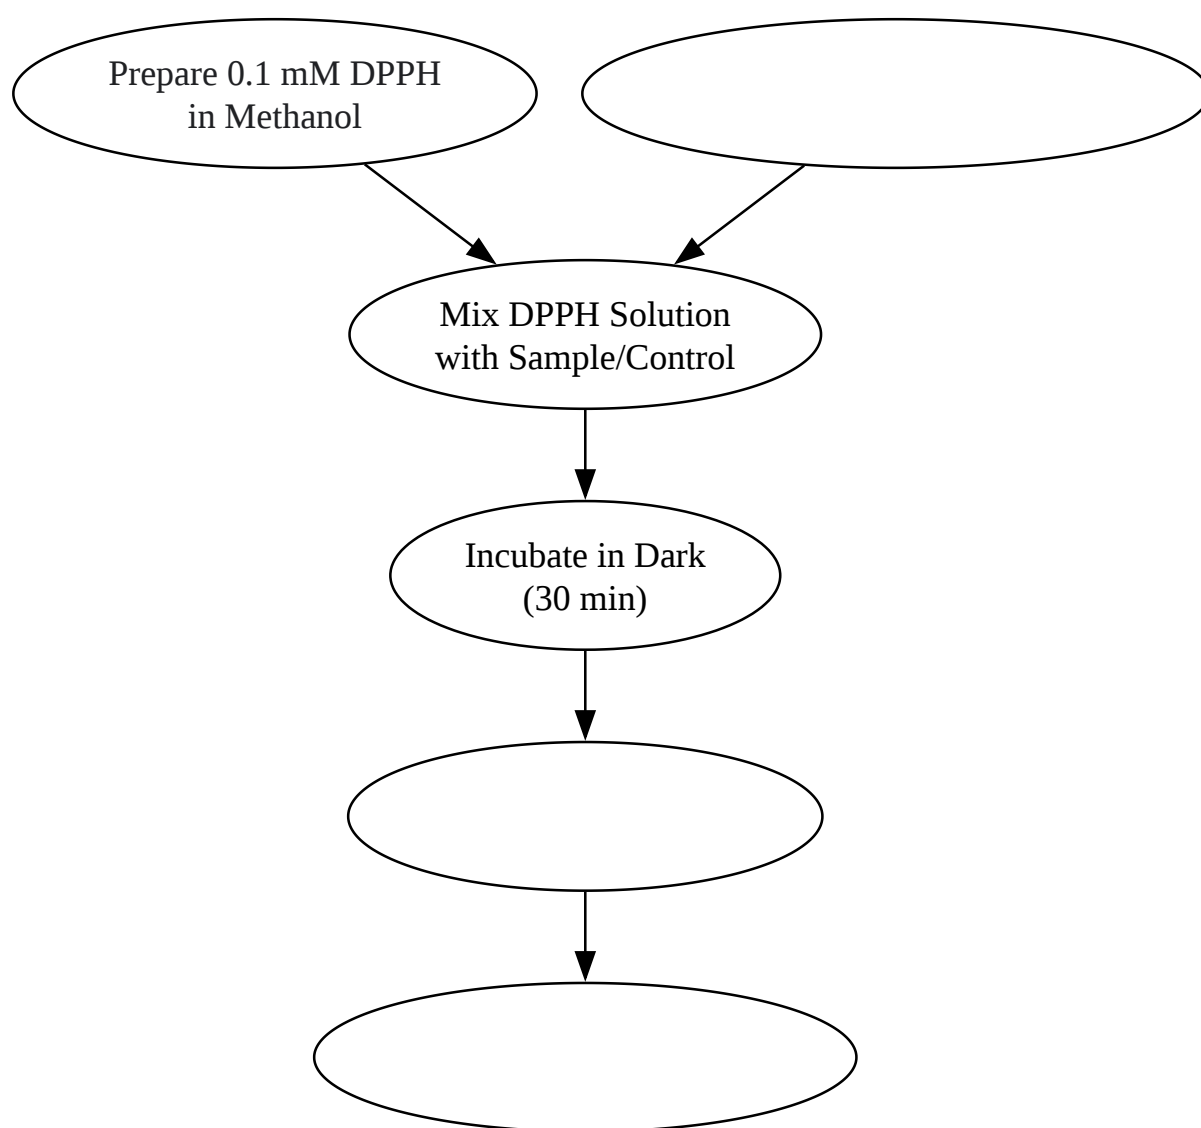 Prepare 0.1 mM DPPH
in Methanol
Mix DPPH Solution
with Sample/Control
Incubate in Dark
(30 min)